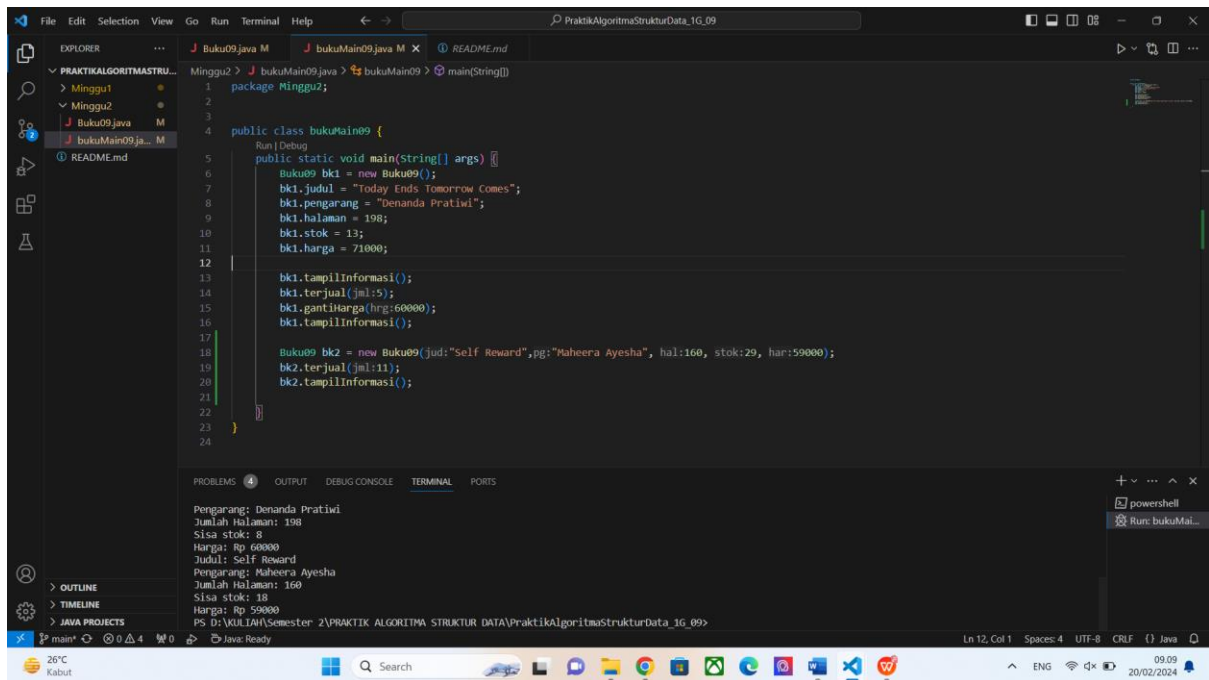 File Edit Selection View Go Run Terminal Help
PraktikAlgoritmaStrukturData_1G_09
EXPLORER
PRAKTIKALGORITMASTRU...
Minggu1
Minggu2
Buku09.java M
bukuMain09.ja... M
README.md
OUTLINE
TIMELINE
JAVA PROJECTS
Buku09.java M bukuMain09.java M README.md
Minggu2 > bukuMain09.java > bukuMain09 > main(String[])
1 package Minggu2;
2
3
4 public class bukuMain09 {
Run | Debug
5 public static void main(String[] args) {
6 Buku09 bk1 = new Buku09();
7 bk1.judul = "Today Ends Tomorrow Comes";
8 bk1.pengarang = "Denanda Pratiwi";
9 bk1.halaman = 198;
10 bk1.stok = 13;
11 bk1.harga = 71000;
12
13 bk1.tampilInformasi();
14 bk1.terjual(jml:5);
15 bk1.gantiHarga(hrg:60000);
16 bk1.tampilInformasi();
17
18 Buku09 bk2 = new Buku09(jud:"Self Reward",pg:"Maheera Ayesha", hal:160, stok:29, har:59000);
19 bk2.terjual(jml:11);
20 bk2.tampilInformasi();
21
22 }
23 }
24
PROBLEMS 4 OUTPUT DEBUG CONSOLE TERMINAL PORTS
Pengarang: Denanda Pratiwi
Jumlah Halaman: 198
Sisa stok: 8
Harga: Rp 60000
Judul: Self Reward
Pengarang: Maheera Ayesha
Jumlah Halaman: 160
Sisa stok: 18
Harga: Rp 59000
PS D:\KULIAH\Semester 2\PRAKTIK ALGORITMA STRUKTUR DATA\PraktikAlgoritmaStrukturData_1G_09>
powershell
Run: bukuMai...
2
main* 0 4 0 Java: Ready
Ln 12, Col 1 Spaces: 4 UTF-8 CRLF {} Java
26°C
Kabut
Search
ENG
09.09
20/02/2024